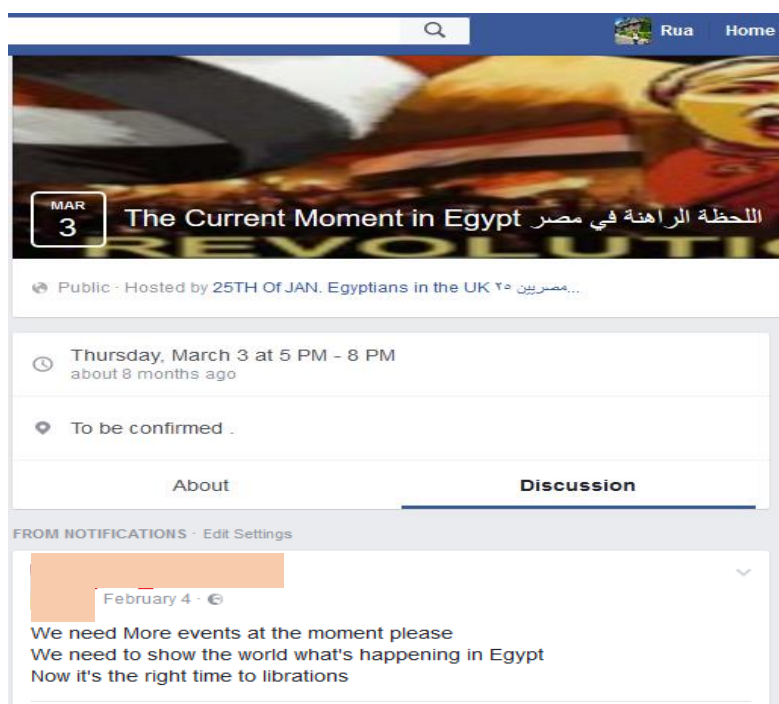 Rua Home
MAR
3
The Current Moment in Egypt اللحظة الراهنة في مصر
REVOLUTI
Public · Hosted by 25TH Of JAN. Egyptians in the UK ٢٥ مصريين...
Thursday, March 3 at 5 PM - 8 PM
about 8 months ago
To be confirmed .
About Discussion
FROM NOTIFICATIONS · Edit Settings
February 4 ·
We need More events at the moment please
We need to show the world what's happening in Egypt
Now it's the right time to librations